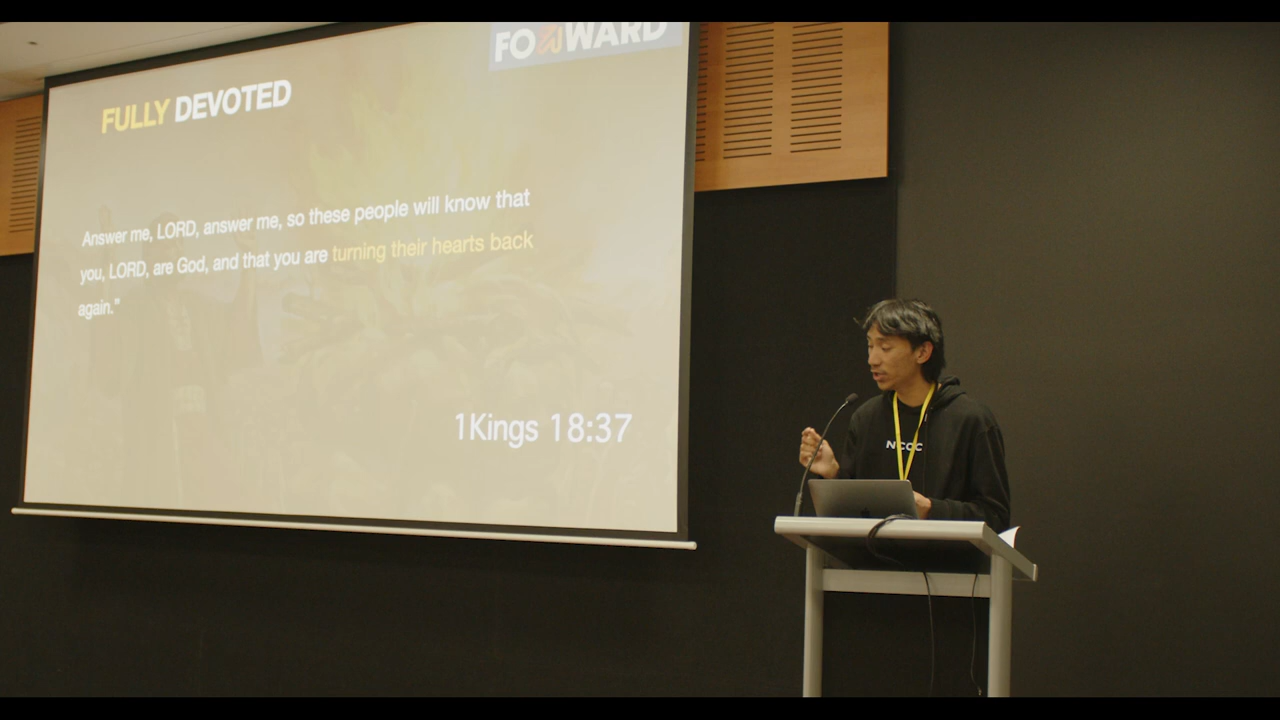 FORWARD
FULLY DEVOTED
Answer me, LORD, answer me, so these people will know that
you, LORD, are God, and that you are turning their hearts back
again.”
1Kings 18:37
NCOC